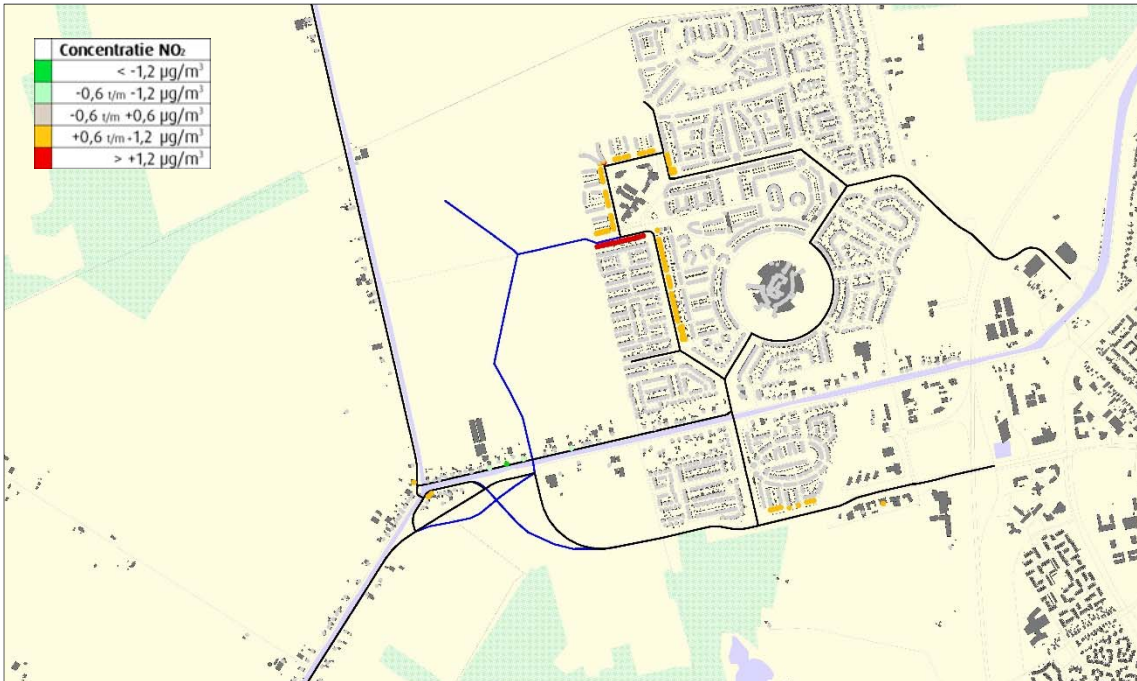 Concentratie NO₂
< -1,2 µg/m³
-0,6 t/m -1,2 µg/m³
-0,6 t/m +0,6 µg/m³
+0,6 t/m -1,2 µg/m³
> +1,2 µg/m³